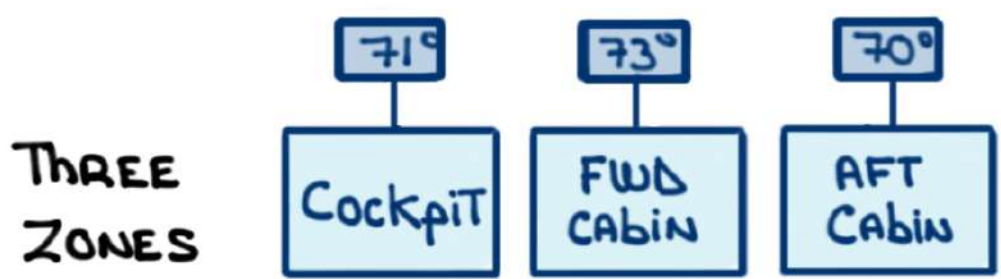 71° 73° 70°
ThREE
ZONES
CockpiT
FWD
CAbiN
AFT
CAbiN